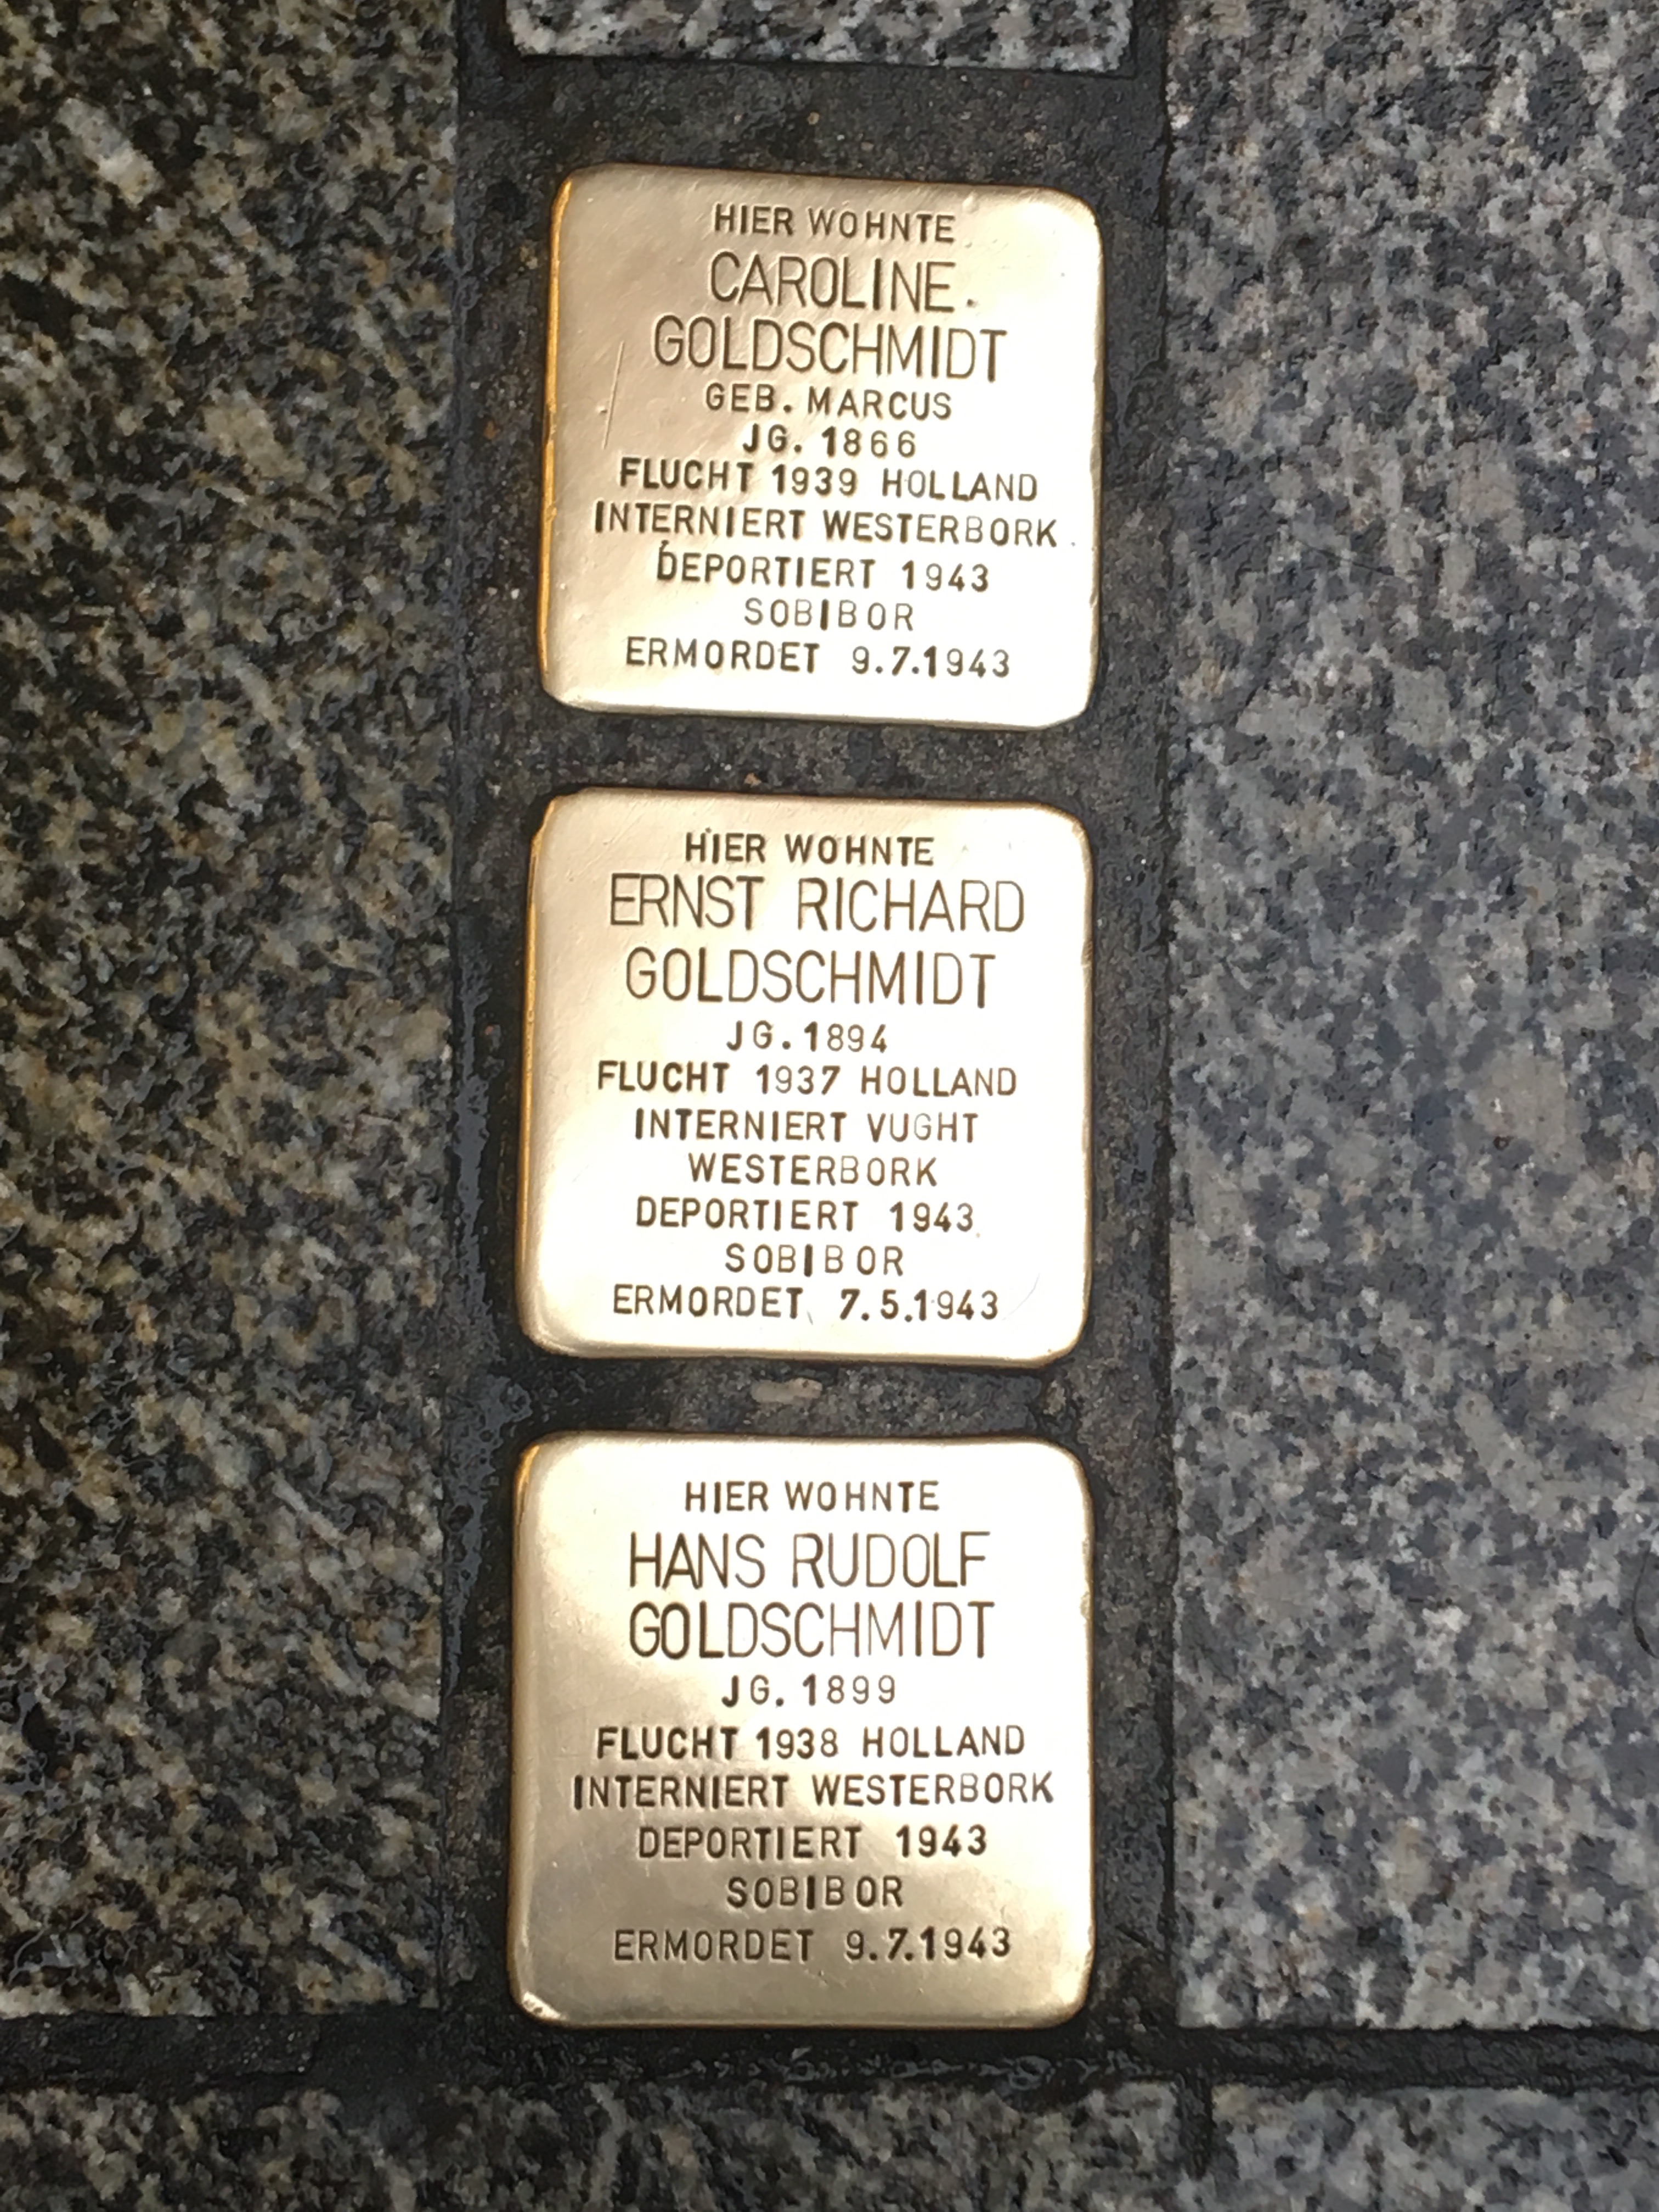 HIER WOHNTE
CAROLINE
GOLDSCHMIDT
GEB. MARCUS
JG. 1866
FLUCHT 1939 HOLLAND
INTERNIERT WESTERBORK
DEPORTIERT 1943
SOBIBOR
ERMORDET 9.7.1943
HIER WOHNTE
ERNST RICHARD
GOLDSCHMIDT
JG. 1894
FLUCHT 1937 HOLLAND
INTERNIERT VUGHT
WESTERBORK
DEPORTIERT 1943
SOBIBOR
ERMORDET 7.5.1943
HIER WOHNTE
HANS RUDOLF
GOLDSCHMIDT
JG. 1899
FLUCHT 1938 HOLLAND
INTERNIERT WESTERBORK
DEPORTIERT 1943
SOBIBOR
ERMORDET 9.7.1943